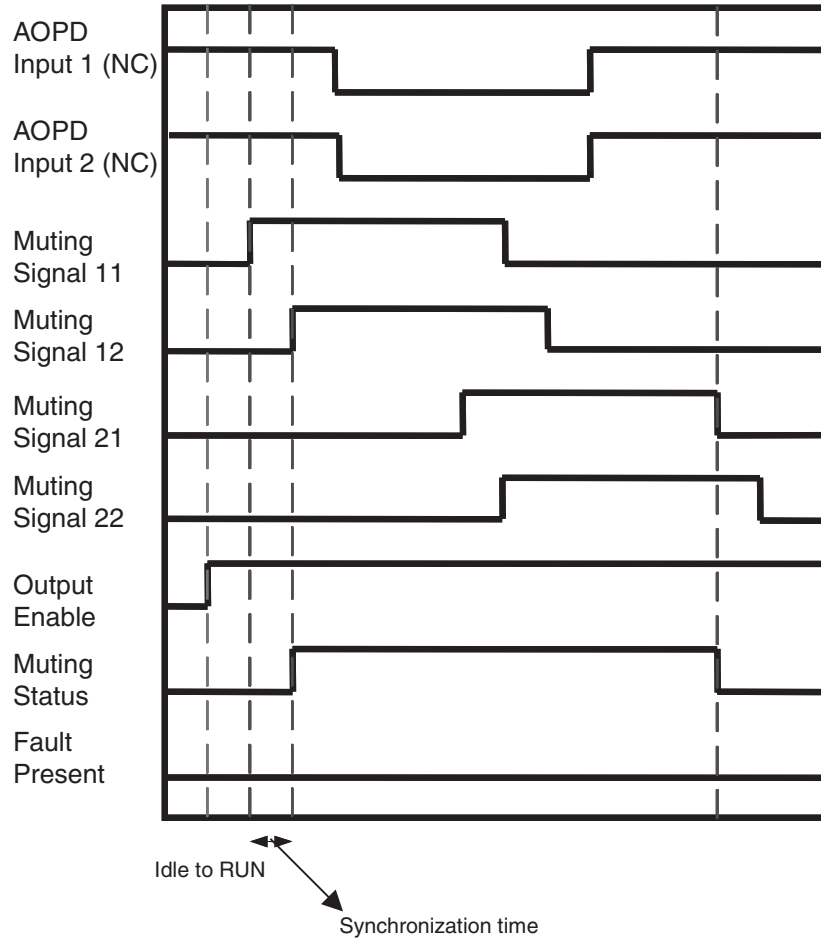 AOPD
Input 1 (NC)
AOPD
Input 2 (NC)
Muting
Signal 11
Muting
Signal 12
Muting
Signal 21
Muting
Signal 22
Output
Enable
Muting
Status
Fault
Present
Idle to RUN
Synchronization time